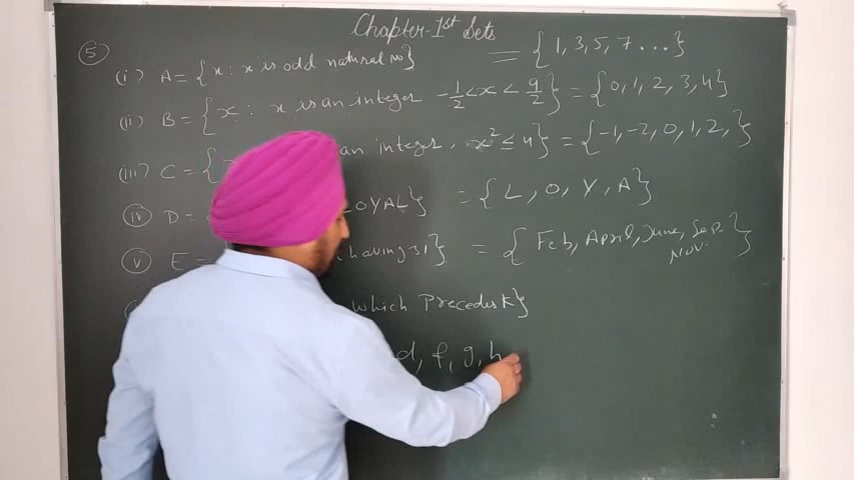 Chapter-1st Sets
(5)
(i) A = {x : x is odd natural no} = {1, 3, 5, 7 ...}
(ii) B = {x : x is an integer -1/2 < x < 9/2} = {0, 1, 2, 3, 4}
(iii) C = { an integer, x² ≤ 4} = {-1, -2, 0, 1, 2, }
(iv) D = LOYAL} = {L, O, Y, A}
(v) E = having 31} = {Feb, April, June, Sep. Nov. }
which Precedes k}
d, f, g, h